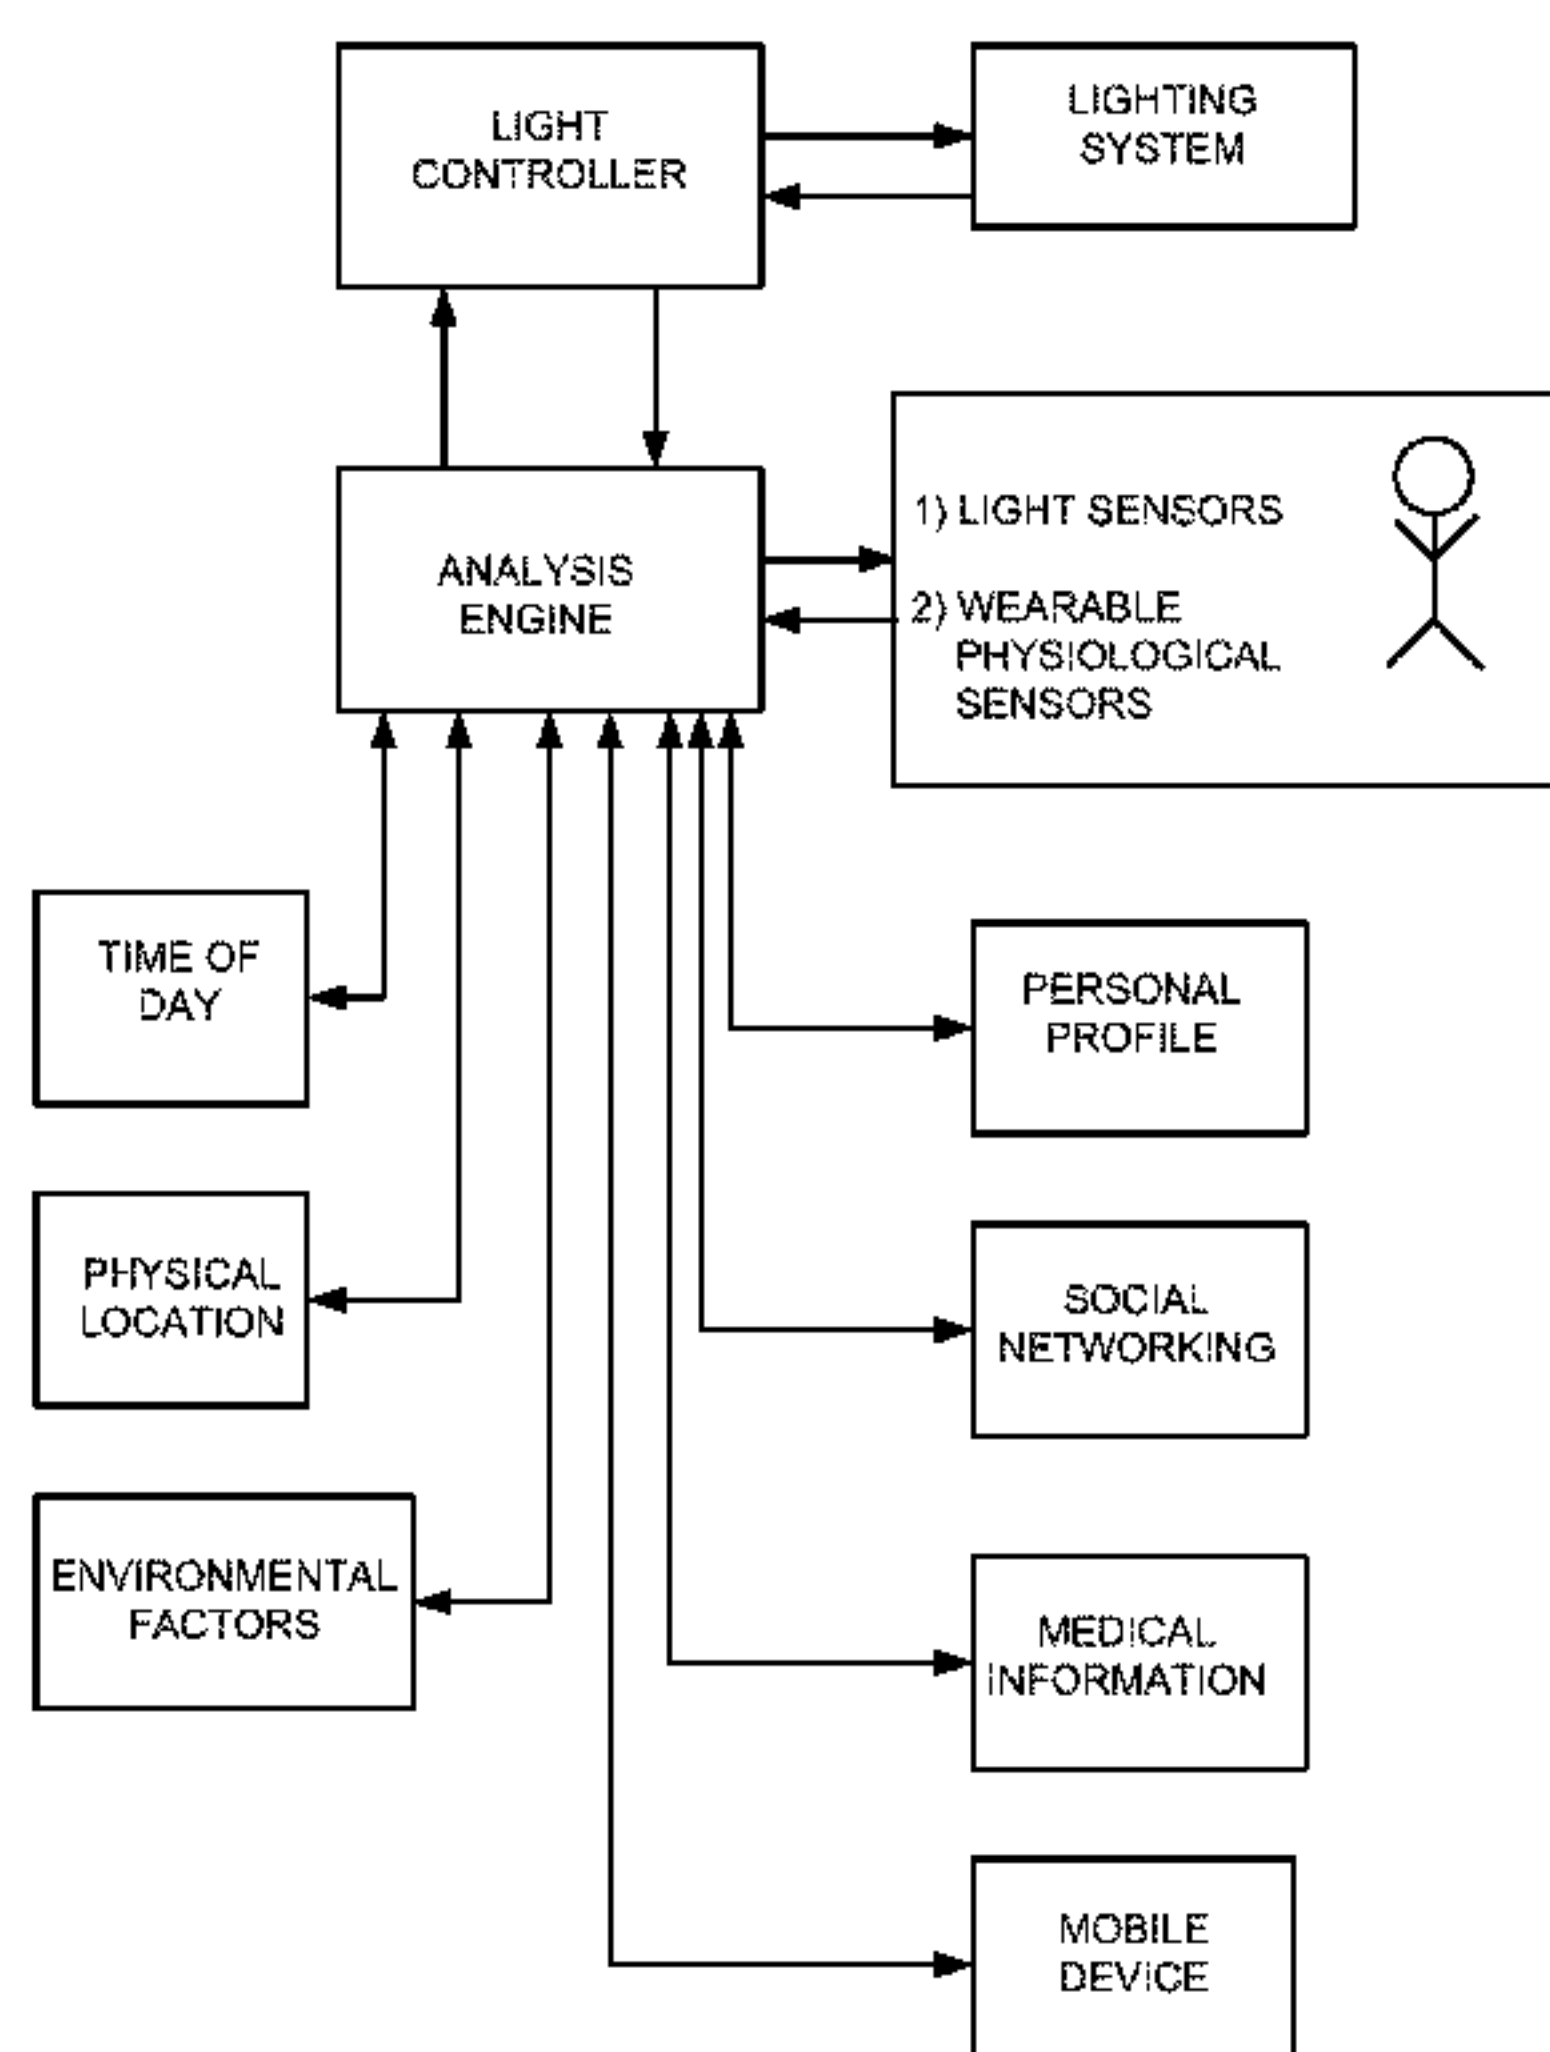 LIGHT
CONTROLLER
LIGHTING
SYSTEM
ANALYSIS
ENGINE
1) LIGHT SENSORS
2) WEARABLE
PHYSIOLOGICAL
SENSORS
TIME OF
DAY
PERSONAL
PROFILE
PHYSICAL
LOCATION
SOCIAL
NETWORKING
ENVIRONMENTAL
FACTORS
MEDICAL
INFORMATION
MOBILE
DEVICE